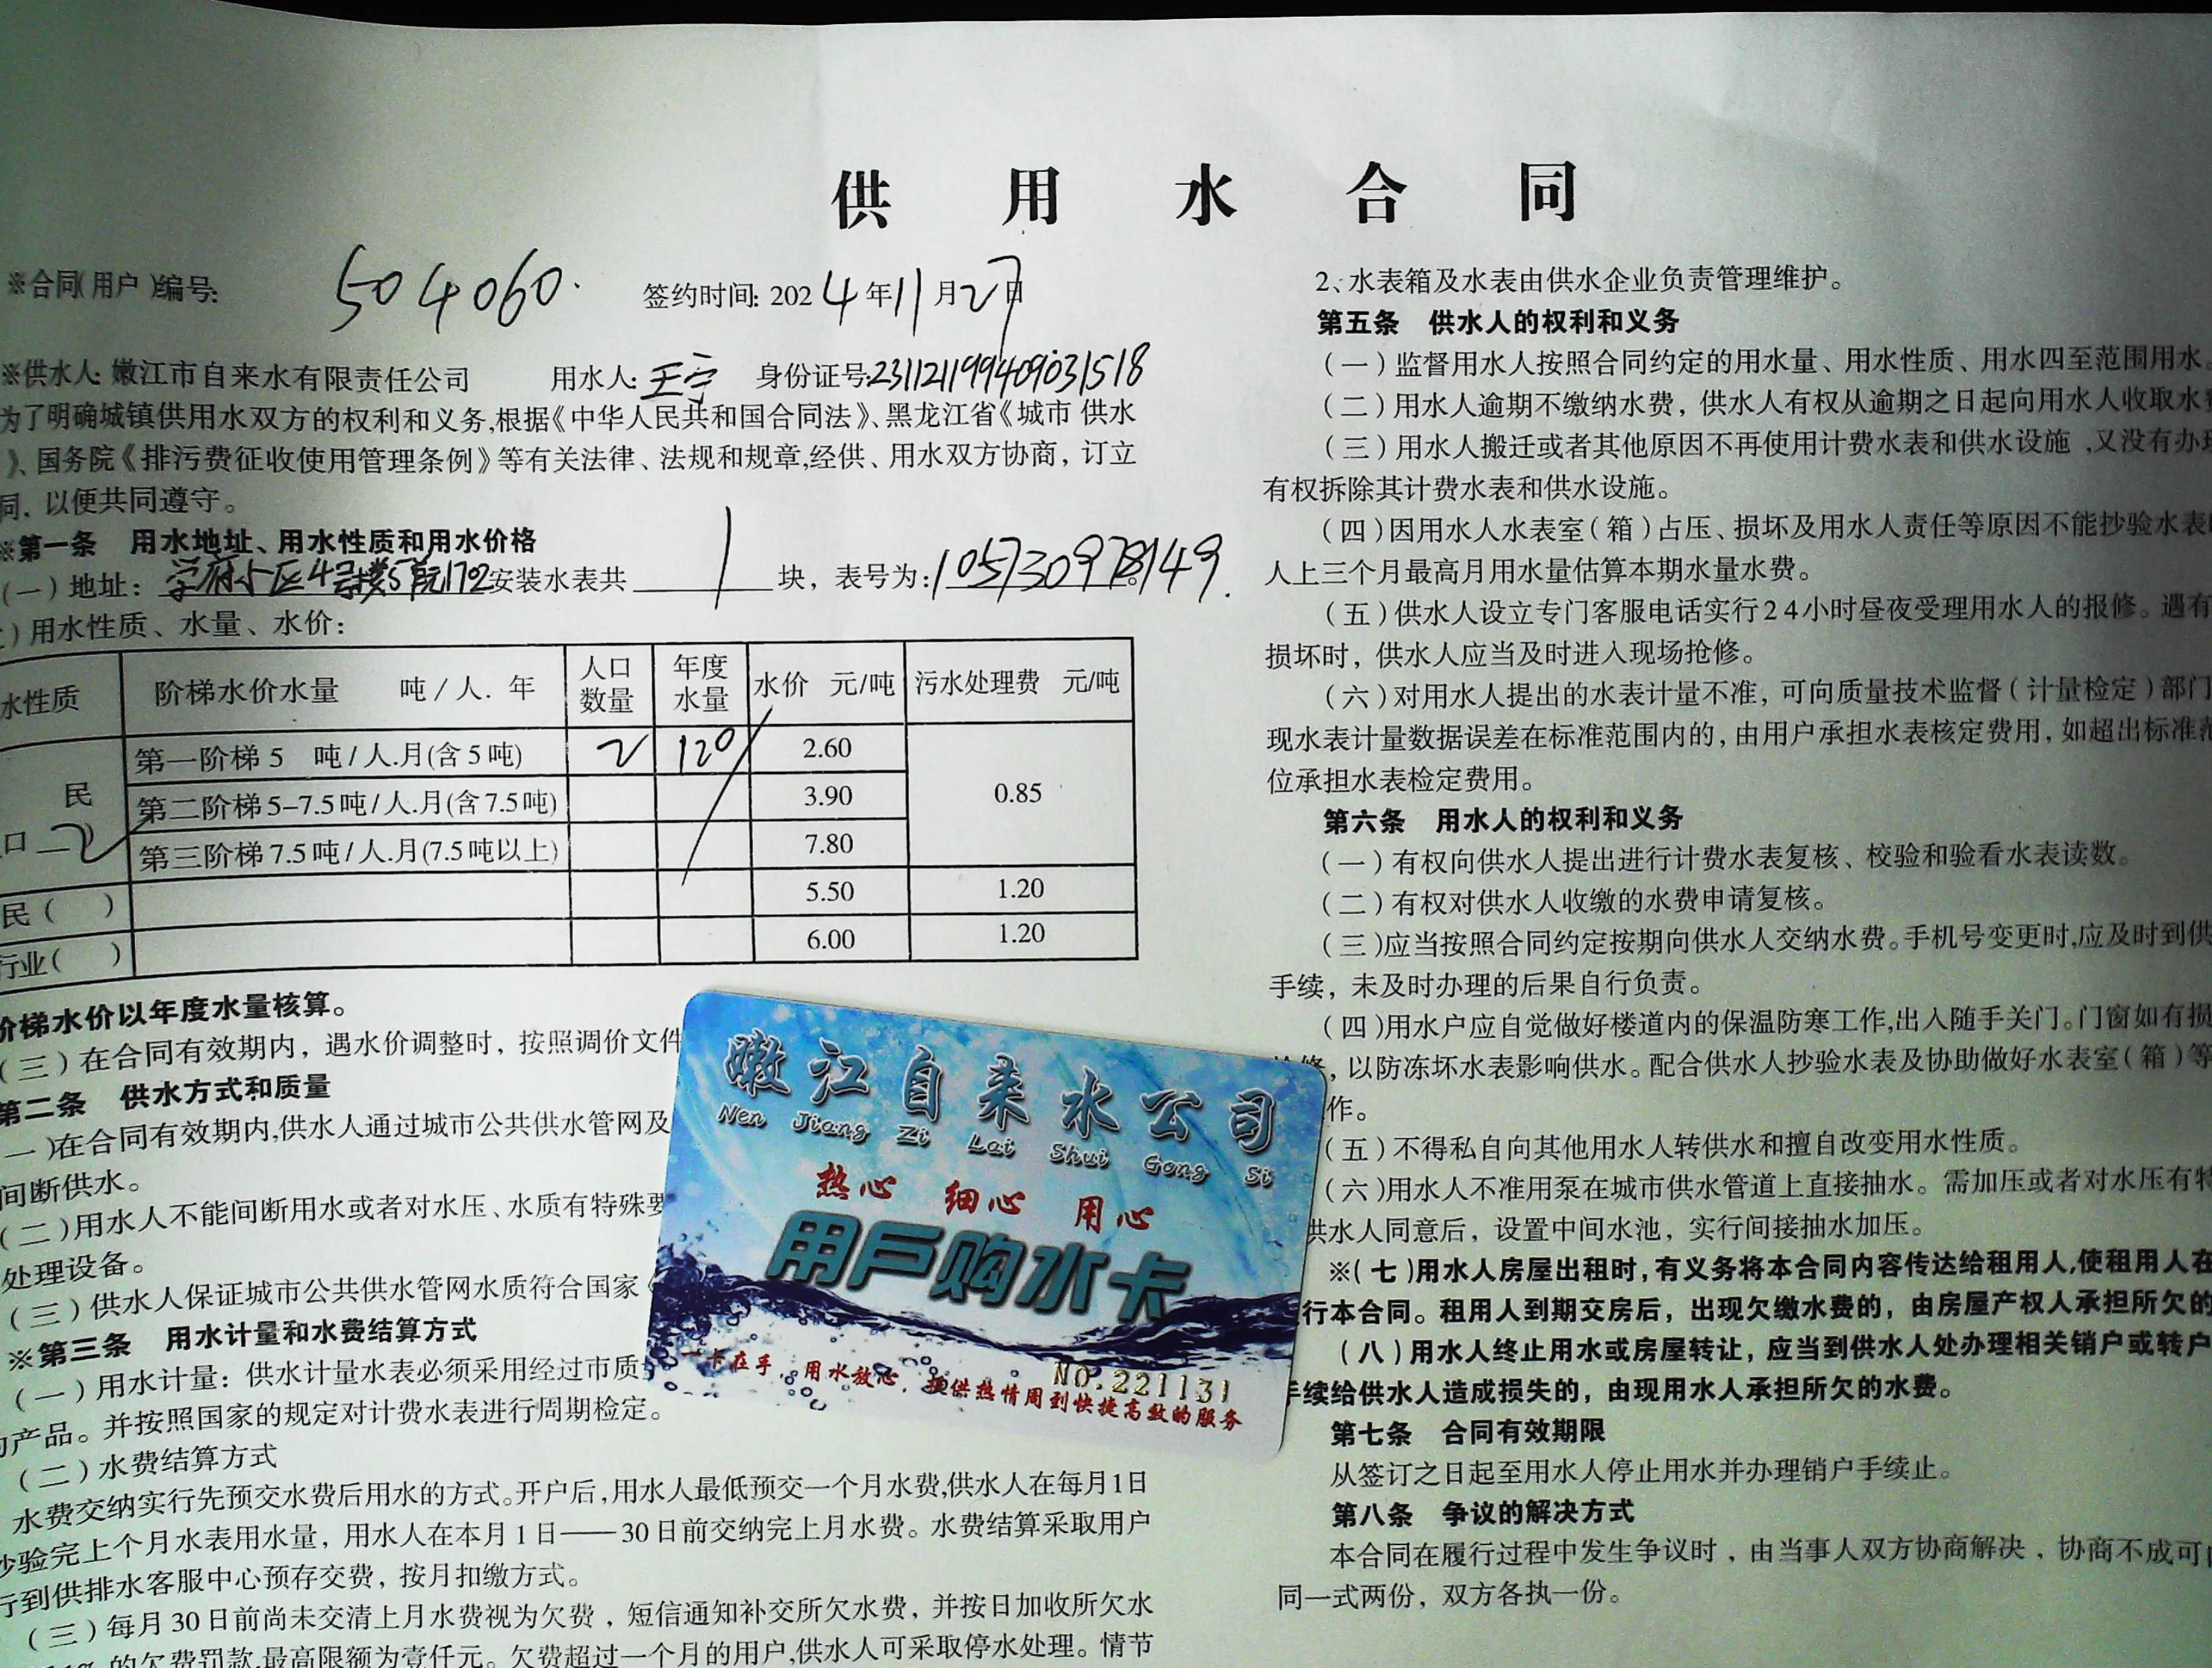 供用水合同
※合同(用户)编号: 504060.
签约时间: 2024年11月27日
※供水人: 嫩江市自来水有限责任公司 用水人: 王宁 身份证号231121199409031518
为了明确城镇供用水双方的权利和义务,根据《中华人民共和国合同法》、黑龙江省《城市 供水
》、国务院《排污费征收使用管理条例》等有关法律、法规和规章,经供、用水双方协商，订立
同，以便共同遵守。
※第一条 用水地址、用水性质和用水价格
(一)地址: 学府小区4号楼5单元1702安装水表共 1 块，表号为: 105730978149.
)用水性质、水量、水价:
水性质 阶梯水价水量 吨/人. 年 人口数量 年度水量 水价 元/吨 污水处理费 元/吨
民 第一阶梯 5 吨/人.月(含5吨) 2 120 2.60 0.85
第二阶梯 5–7.5吨/人.月(含7.5吨) 3.90
口 2 第三阶梯 7.5吨/人.月(7.5吨以上) 7.80
民( ) 5.50 1.20
行业( ) 6.00 1.20
阶梯水价以年度水量核算。
(三)在合同有效期内，遇水价调整时，按照调价文件
第二条 供水方式和质量
一)在合同有效期内,供水人通过城市公共供水管网及
间断供水。
(二)用水人不能间断用水或者对水压、水质有特殊要
处理设备。
(三)供水人保证城市公共供水管网水质符合国家
※第三条 用水计量和水费结算方式
(一)用水计量：供水计量水表必须采用经过市质
产品。并按照国家的规定对计费水表进行周期检定。
(二)水费结算方式
水费交纳实行先预交水费后用水的方式。开户后,用水人最低预交一个月水费,供水人在每月1日
抄验完上个月水表用水量，用水人在本月1日——30日前交纳完上月水费。水费结算采取用户
行到供排水客服中心预存交费，按月扣缴方式。
(三)每月30日前尚未交清上月水费视为欠费，短信通知补交所欠水费，并按日加收所欠水
的欠费罚款,最高限额为壹仟元。欠费超过一个月的用户,供水人可采取停水处理。情节
嫩江自来水公司
Nen Jiang Zi Lai Shui Gong Si
热心 细心 用心
用戶购水卡
NO.221131
一卡在手，用水放心，提供热情周到快捷高效的服务
2、水表箱及水表由供水企业负责管理维护。
第五条 供水人的权利和义务
(一)监督用水人按照合同约定的用水量、用水性质、用水四至范围用水。
(二)用水人逾期不缴纳水费，供水人有权从逾期之日起向用水人收取水费
(三)用水人搬迁或者其他原因不再使用计费水表和供水设施,又没有办理
有权拆除其计费水表和供水设施。
(四)因用水人水表室(箱)占压、损坏及用水人责任等原因不能抄验水表
人上三个月最高月用水量估算本期水量水费。
(五)供水人设立专门客服电话实行24小时昼夜受理用水人的报修。遇有
损坏时，供水人应当及时进入现场抢修。
(六)对用水人提出的水表计量不准，可向质量技术监督(计量检定)部门
现水表计量数据误差在标准范围内的,由用户承担水表核定费用，如超出标准范
位承担水表检定费用。
第六条 用水人的权利和义务
(一)有权向供水人提出进行计费水表复核、校验和验看水表读数。
(二)有权对供水人收缴的水费申请复核。
(三)应当按照合同约定按期向供水人交纳水费。手机号变更时,应及时到供
手续，未及时办理的后果自行负责。
(四)用水户应自觉做好楼道内的保温防寒工作,出入随手关门。门窗如有损
抢修，以防冻坏水表影响供水。配合供水人抄验水表及协助做好水表室(箱)等
作。
(五)不得私自向其他用水人转供水和擅自改变用水性质。
(六)用水人不准用泵在城市供水管道上直接抽水。需加压或者对水压有特
供水人同意后，设置中间水池，实行间接抽水加压。
※(七)用水人房屋出租时,有义务将本合同内容传达给租用人,使租用人在
行本合同。租用人到期交房后，出现欠缴水费的，由房屋产权人承担所欠的
(八)用水人终止用水或房屋转让，应当到供水人处办理相关销户或转户
手续给供水人造成损失的，由现用水人承担所欠的水费。
第七条 合同有效期限
从签订之日起至用水人停止用水并办理销户手续止。
第八条 争议的解决方式
本合同在履行过程中发生争议时，由当事人双方协商解决，协商不成可
同一式两份，双方各执一份。